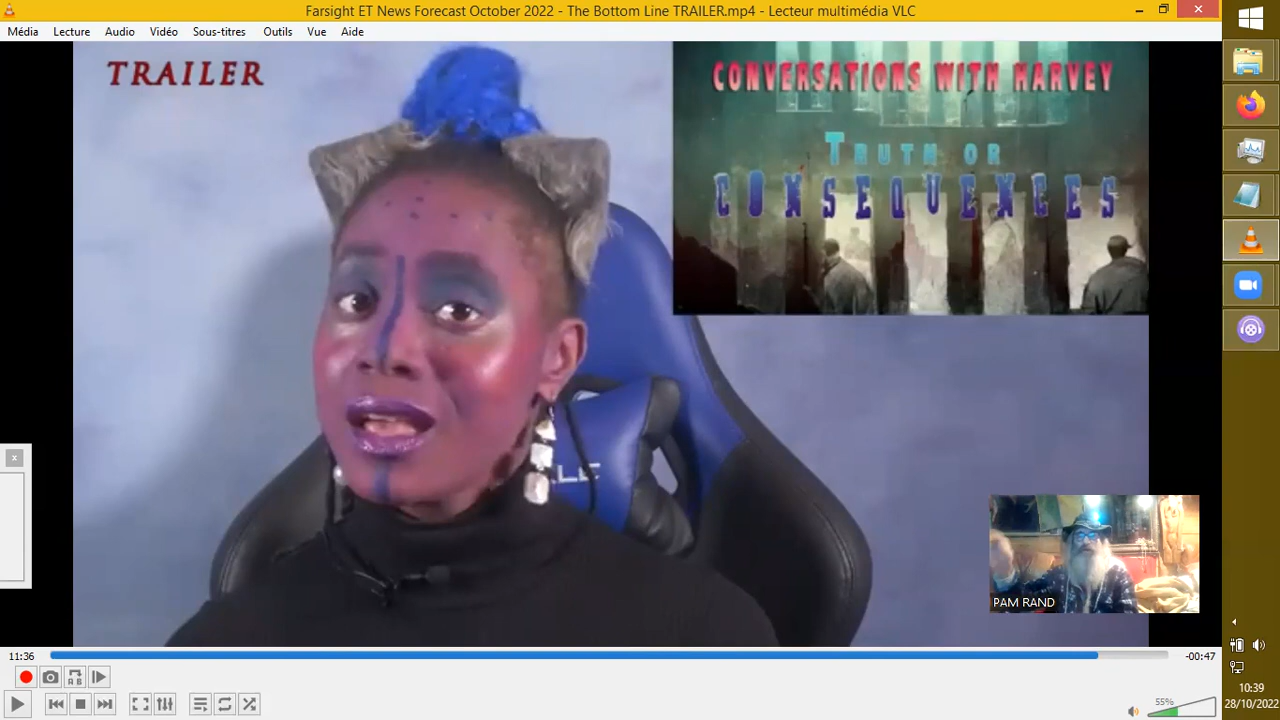 Farsight ET News Forecast October 2022 - The Bottom Line TRAILER.mp4 - Lecteur multimédia VLC
Média Lecture Audio Vidéo Sous-titres Outils Vue Aide
TRAILER
CONVERSATIONS WITH HARVEY
TRUTH OR
CONSEQUENCES
PAM RAND
11:36
-00:47
55%
10:39
28/10/2022